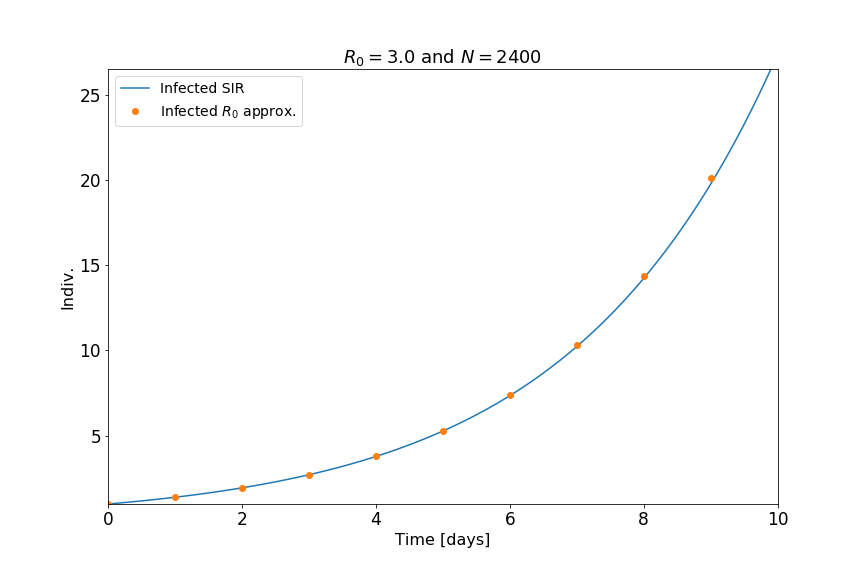 R₀ = 3.0 and N = 2400
Infected SIR
Infected R₀ approx.
25
20
15
10
5
Indiv.
0 2 4 6 8 10
Time [days]